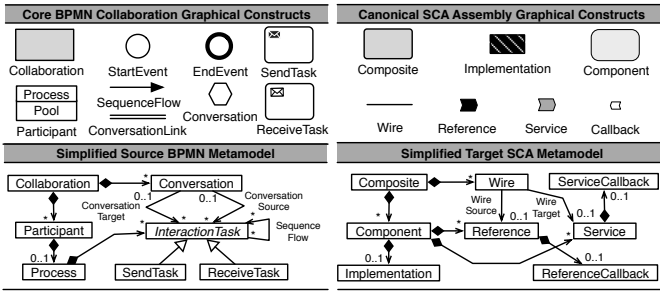 Core BPMN Collaboration Graphical Constructs
Collaboration
StartEvent
EndEvent
SendTask
Process
Pool
Participant
SequenceFlow
ConversationLink
Conversation
ReceiveTask
Canonical SCA Assembly Graphical Constructs
Composite
Implementation
Component
Wire
Reference
Service
Callback
Simplified Source BPMN Metamodel
Collaboration
*
Conversation
0..1
0..1
Conversation
Target
Conversation
Source
*
*
*
*
Participant
*
InteractionTask
*
Sequence
Flow
0..1
Process
SendTask
ReceiveTask
Simplified Target SCA Metamodel
Composite
*
Wire
ServiceCallback
Wire
Source
Wire
Target
0..1
*
0..1
0..1
Component
*
Reference
*
Service
0..1
0..1
Implementation
ReferenceCallback